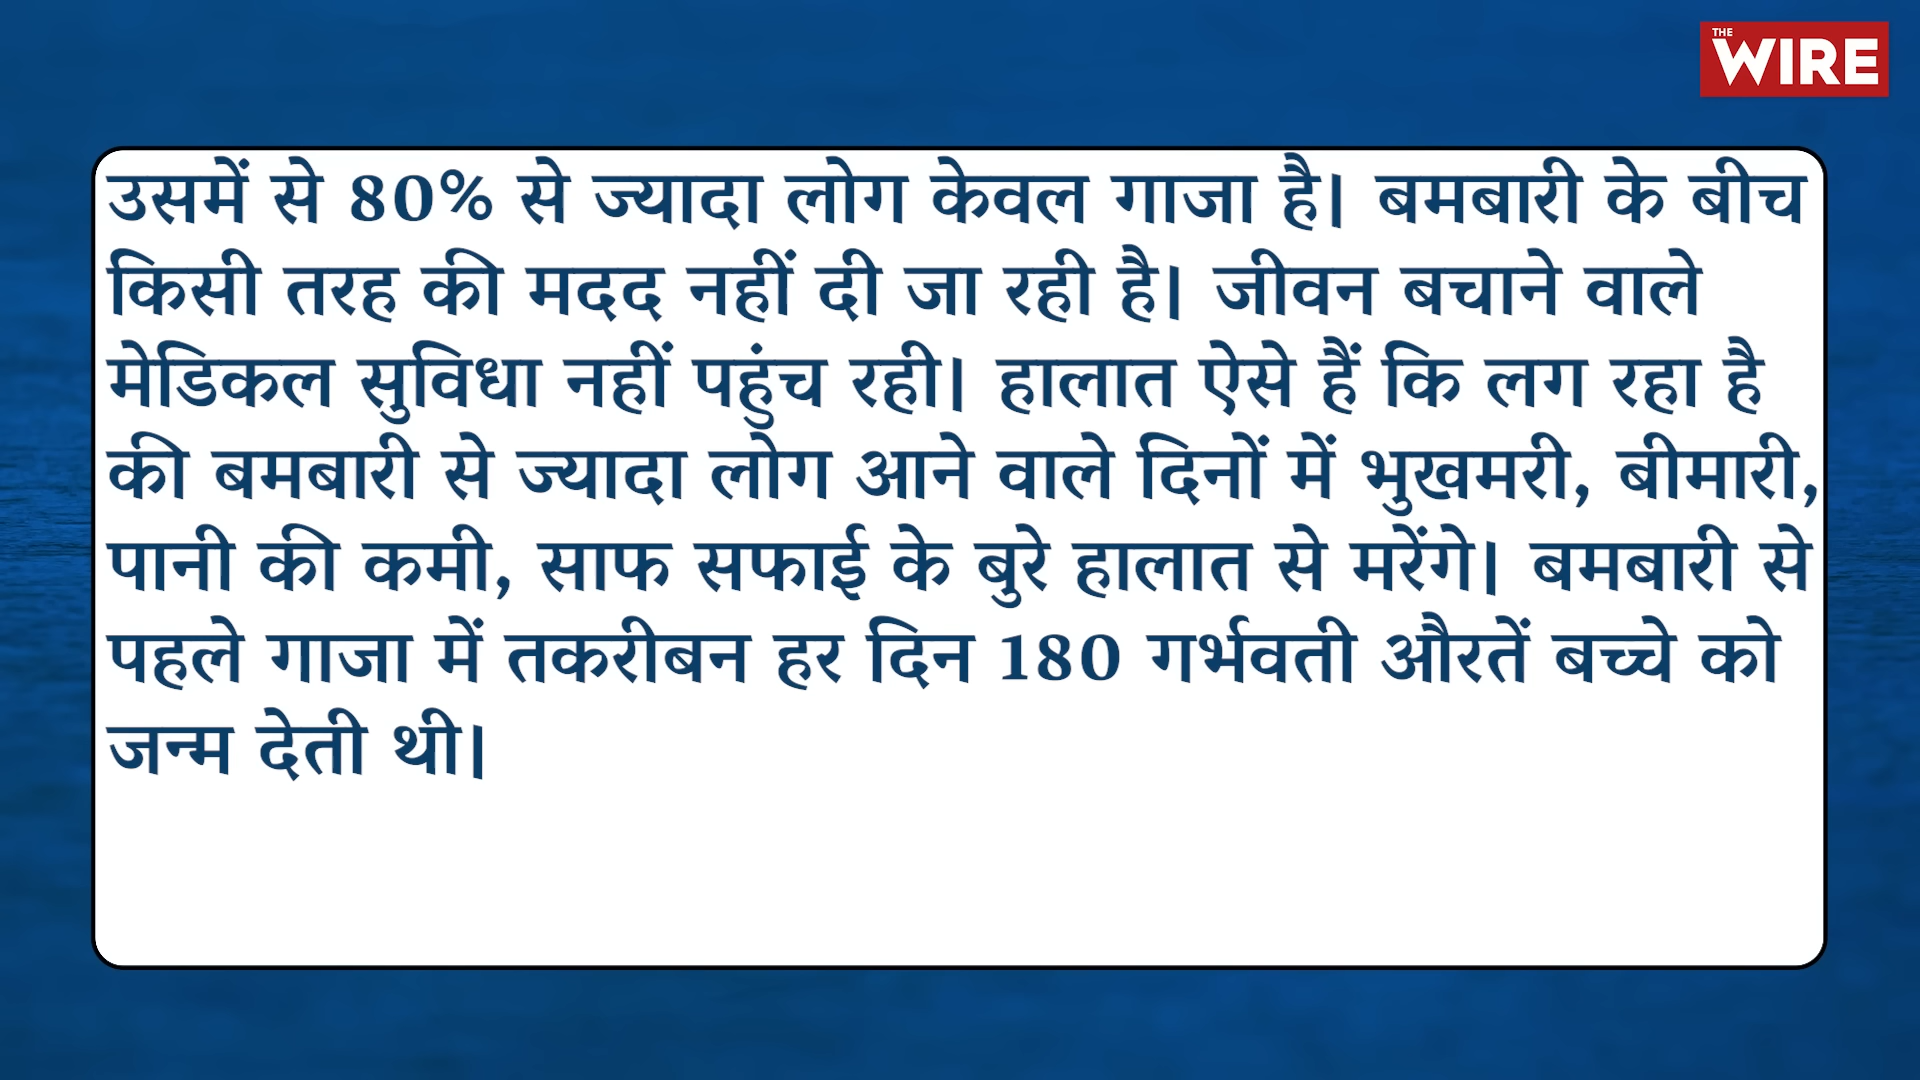 THE
WIRE
उसमें से 80% से ज्यादा लोग केवल गाजा है।  बमबारी के बीच
किसी तरह की मदद नहीं दी जा रही है।  जीवन बचाने वाले
मेडिकल सुविधा नहीं पहुंच रही।  हालात ऐसे हैं कि लग रहा है
की बमबारी से ज्यादा लोग आने वाले दिनों में भुखमरी, बीमारी,
पानी की कमी, साफ सफाई के बुरे हालात से मरेंगे।  बमबारी से
पहले गाजा में तकरीबन हर दिन 180 गर्भवती औरतें बच्चे को
जन्म देती थी।